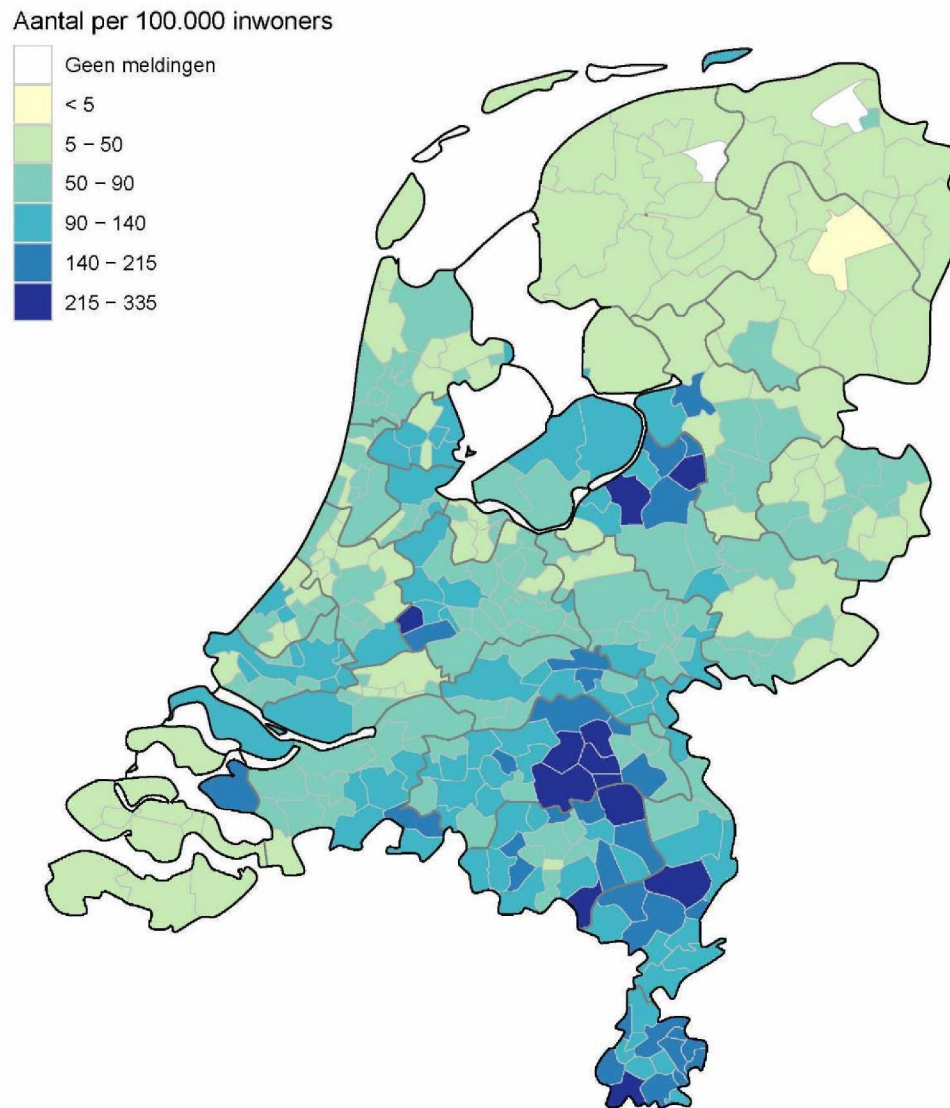 Aantal per 100.000 inwoners
Geen meldingen
< 5
5 – 50
50 – 90
90 – 140
140 – 215
215 – 335